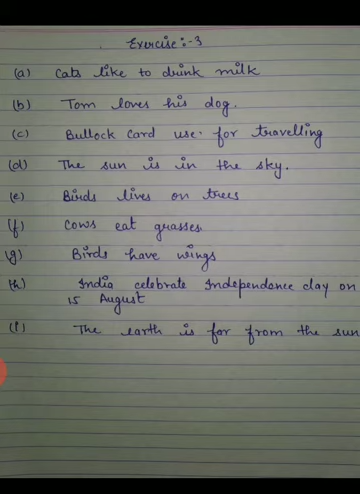 Exercise:-3
(a) Cats like to drink milk
(b) Tom loves his dog.
(c) Bullock card use. for travelling
(d) The sun is in the sky.
(e) Birds lives on trees
(f) Cows eat grasses
(g) Birds have wings
(h) India celebrate Independence day on
15 August
(i) The earth is far from the sun